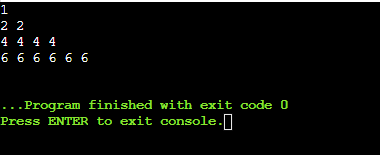 1
2 2
4 4 4 4
6 6 6 6 6 6
...Program finished with exit code 0
Press ENTER to exit console.